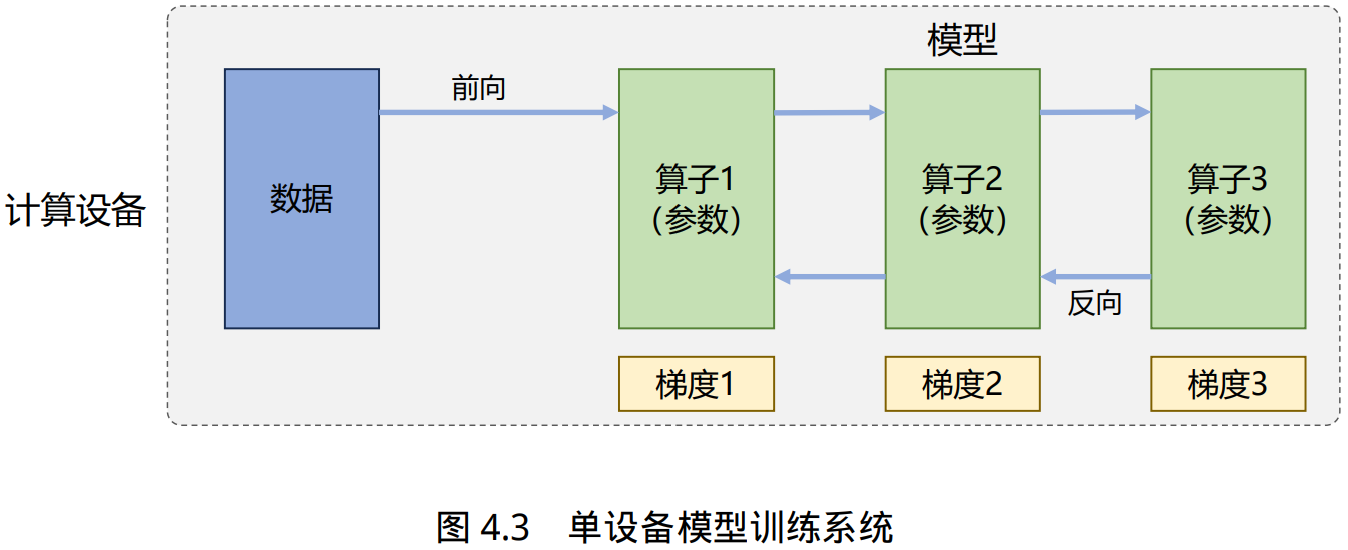 模型
前向
数据
算子1
(参数)
算子2
(参数)
算子3
(参数)
计算设备
反向
梯度1
梯度2
梯度3
图 4.3 单设备模型训练系统